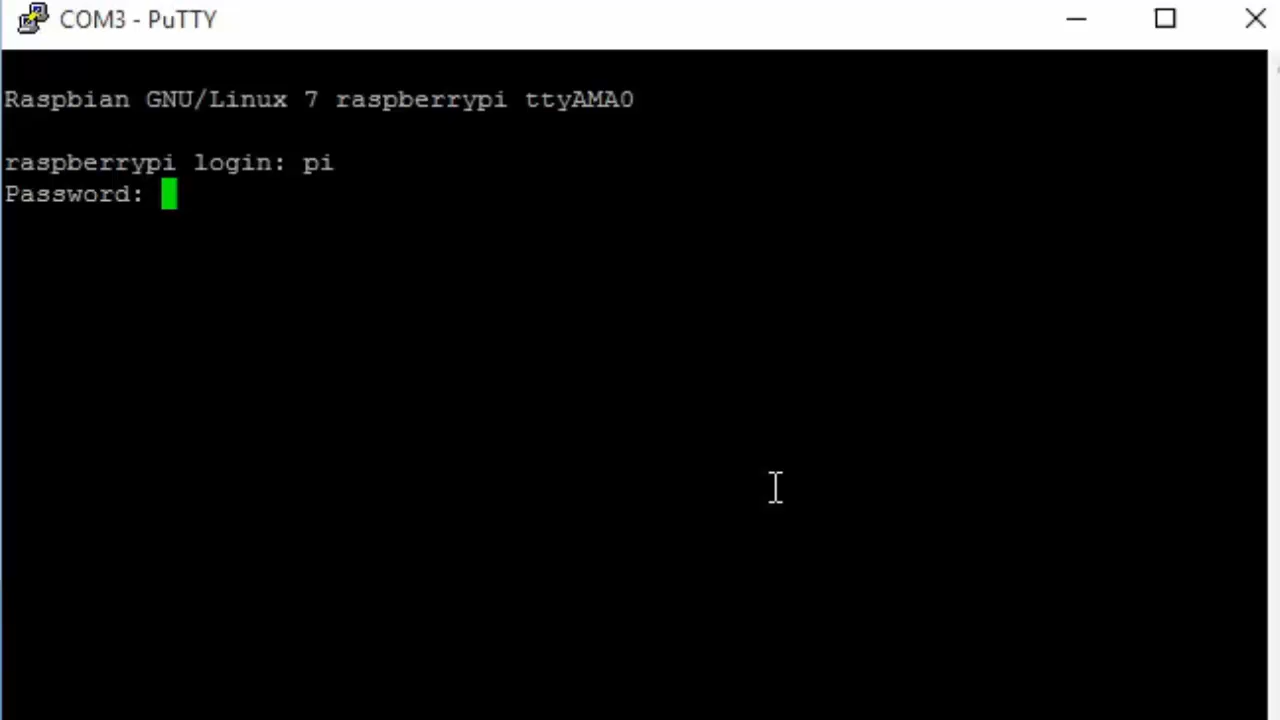 COM3 - PuTTY
Raspbian GNU/Linux 7 raspberrypi ttyAMA0
raspberrypi login: pi
Password: